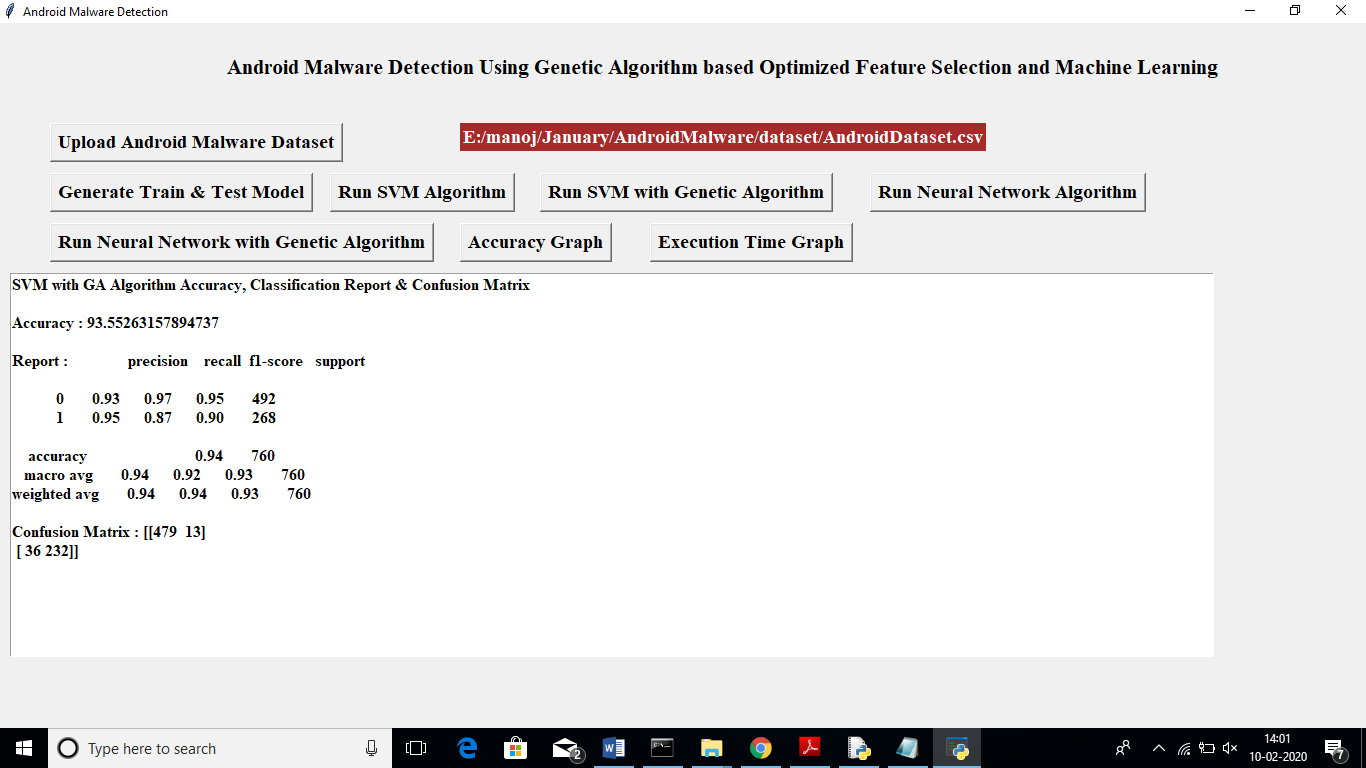 Android Malware Detection
Android Malware Detection Using Genetic Algorithm based Optimized Feature Selection and Machine Learning
Upload Android Malware Dataset
E:/manoj/January/AndroidMalware/dataset/AndroidDataset.csv
Generate Train & Test Model
Run SVM Algorithm
Run SVM with Genetic Algorithm
Run Neural Network Algorithm
Run Neural Network with Genetic Algorithm
Accuracy Graph
Execution Time Graph
SVM with GA Algorithm Accuracy, Classification Report & Confusion Matrix
Accuracy : 93.55263157894737
Report : precision recall f1-score support
0 0.93 0.97 0.95 492
1 0.95 0.87 0.90 268
accuracy 0.94 760
macro avg 0.94 0.92 0.93 760
weighted avg 0.94 0.94 0.93 760
Confusion Matrix : [[479 13]
[ 36 232]]
Type here to search
2
14:01
10-02-2020
7